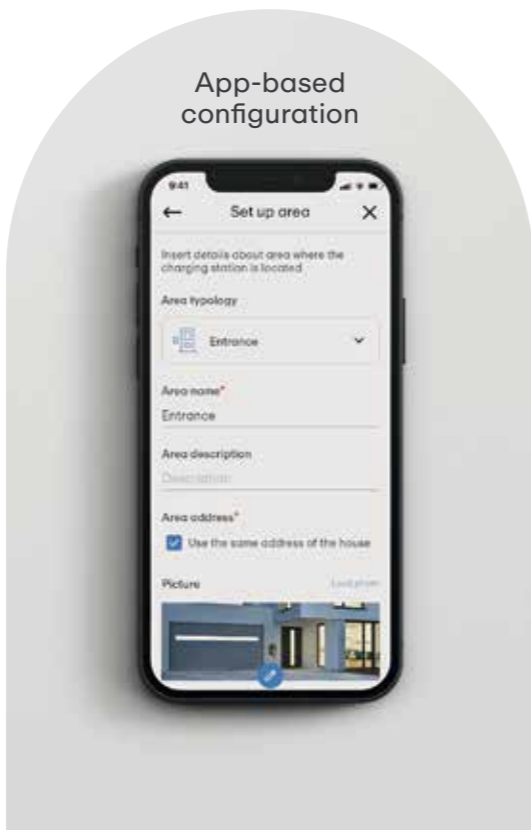 App-based
configuration
9:41
Set up area
Insert details about area where the
charging station is located
Area typology
Entrance
Area name*
Entrance
Area description
Description
Area address*
Use the same address of the house
Picture